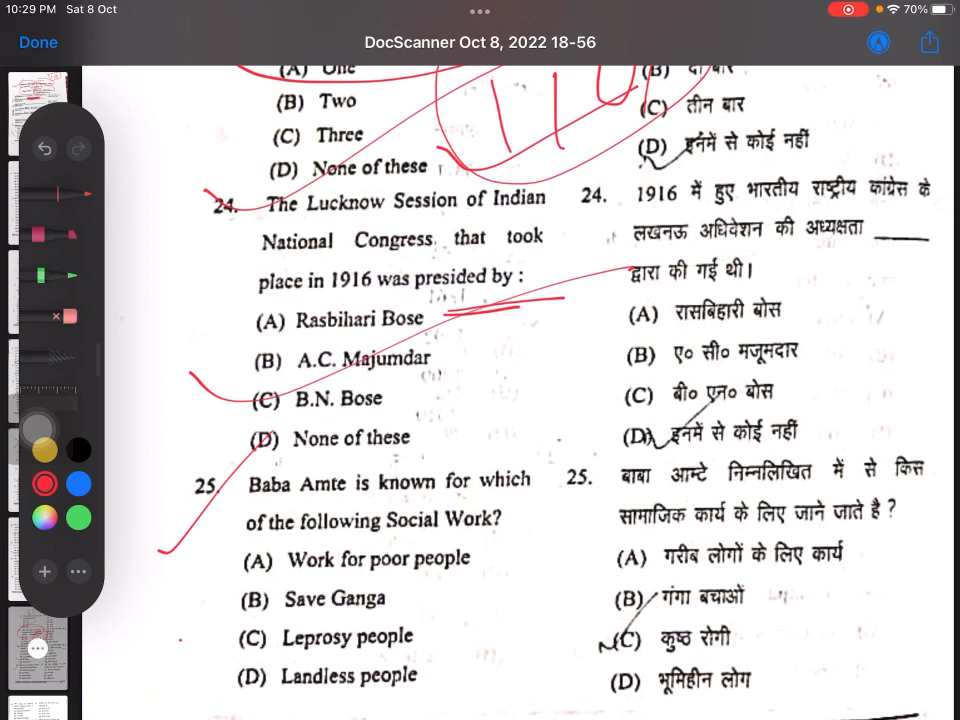 10:29 PM Sat 8 Oct
70%
Done
DocScanner Oct 8, 2022 18-56
110
(A) One
(B) Two
(C) Three
(D) None of these
24. The Lucknow Session of Indian
National Congress that took
place in 1916 was presided by :
(A) Rasbihari Bose
(B) A.C. Majumdar
(C) B.N. Bose
(D) None of these
25. Baba Amte is known for which
of the following Social Work?
(A) Work for poor people
(B) Save Ganga
(C) Leprosy people
(D) Landless people
(B) दो बार
(C) तीन बार
(D) इनमें से कोई नहीं
24. 1916 में हुए भारतीय राष्ट्रीय कांग्रेस के
लखनऊ अधिवेशन की अध्यक्षता ______
द्वारा की गई थी।
(A) रासबिहारी बोस
(B) ए० सी० मजूमदार
(C) बी० एन० बोस
(D) इनमें से कोई नहीं
25. बाबा आम्टे निम्नलिखित में से किस
सामाजिक कार्य के लिए जाने जाते है ?
(A) गरीब लोगों के लिए कार्य
(B) गंगा बचाओं
(C) कुष्ठ रोगी
(D) भूमिहीन लोग